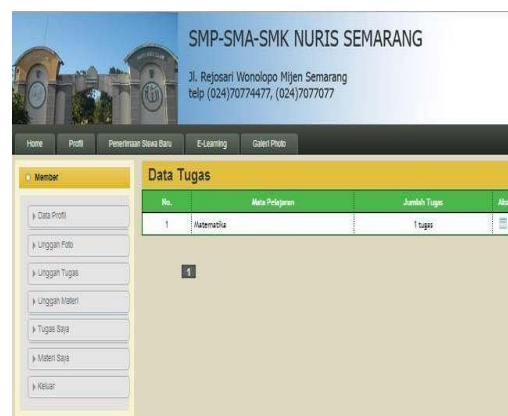 SMP-SMA-SMK NURIS SEMARANG
Jl. Rejosari Wonolopo Mijen Semarang
telp (024)70774477, (024)7077077
Home Profil Penerimaan Siswa Baru E-Learning Galeri Photo
Member
Data Profil
Unggah Foto
Unggah Tugas
Unggah Materi
Tugas Saya
Materi Saya
Keluar
Data Tugas
No. Mata Pelajaran Jumlah Tugas
1 Matematika 1 tugas
1